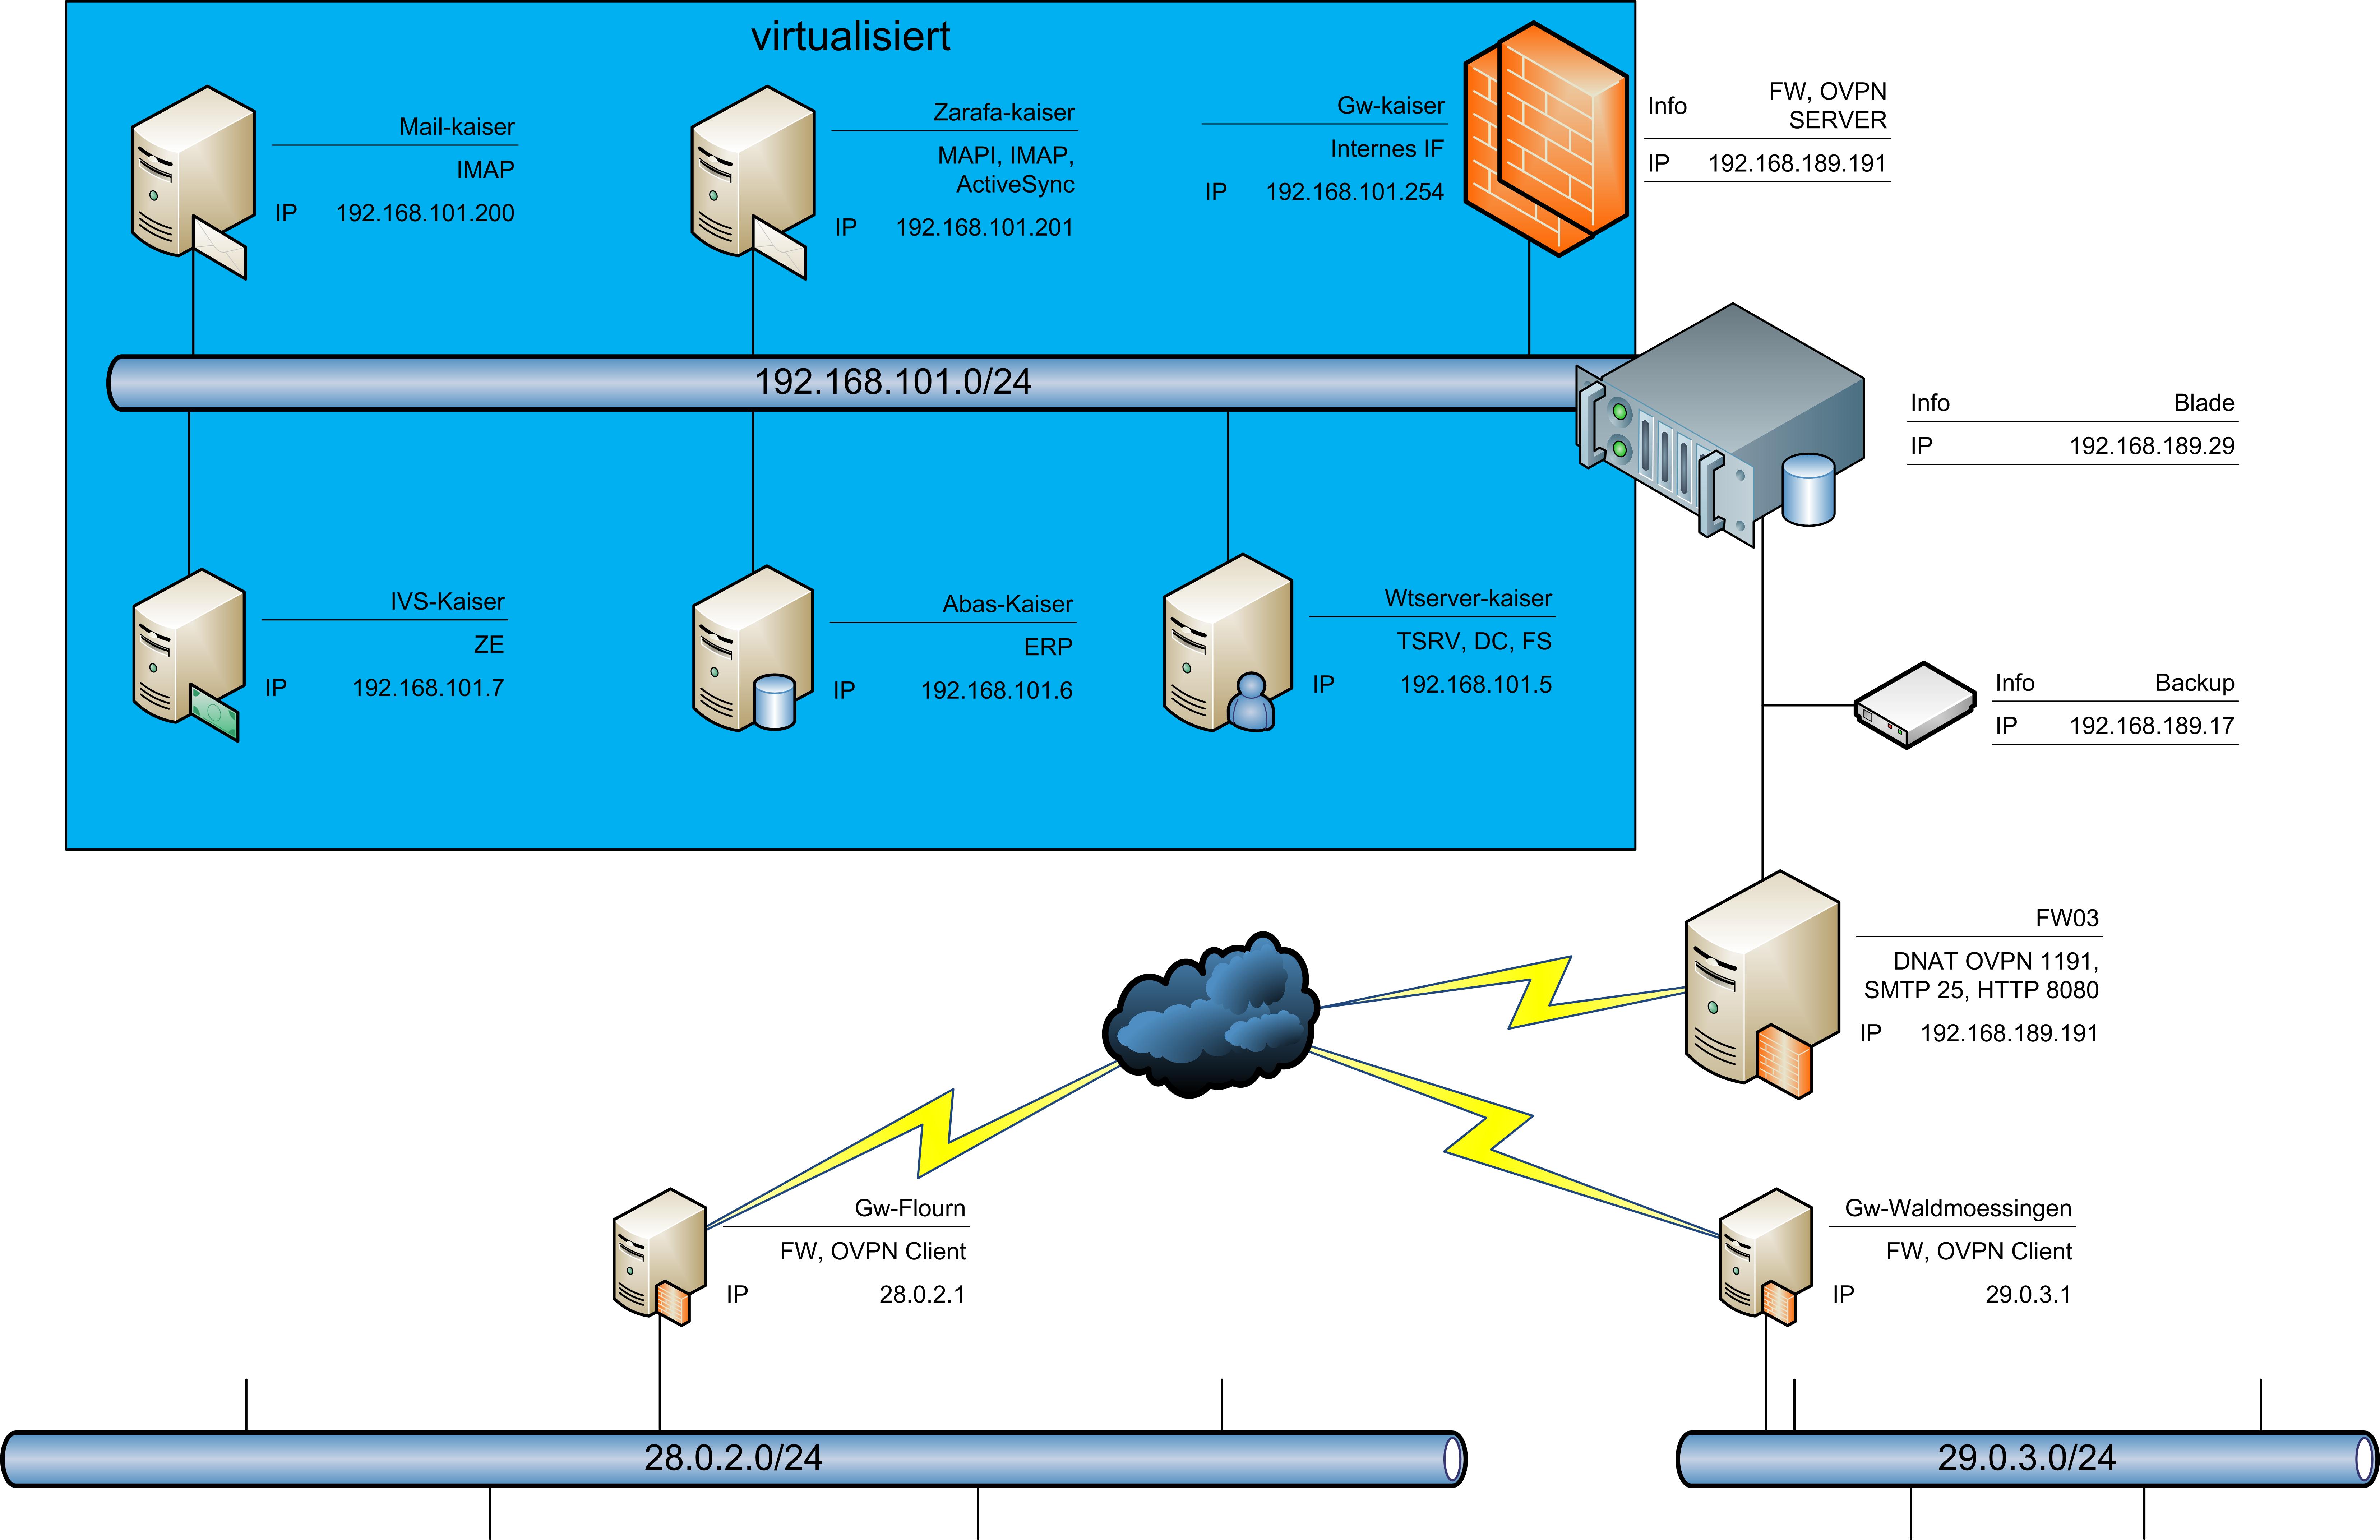 virtualisiert
Mail-kaiser
IMAP
IP 192.168.101.200
Zarafa-kaiser
MAPI, IMAP,
ActiveSync
IP 192.168.101.201
Gw-kaiser
Internes IF
IP 192.168.101.254
Info FW, OVPN
SERVER
IP 192.168.189.191
192.168.101.0/24
Info Blade
IP 192.168.189.29
IVS-Kaiser
ZE
IP 192.168.101.7
Abas-Kaiser
ERP
IP 192.168.101.6
Wtserver-kaiser
TSRV, DC, FS
IP 192.168.101.5
Info Backup
IP 192.168.189.17
FW03
DNAT OVPN 1191,
SMTP 25, HTTP 8080
IP 192.168.189.191
Gw-Flourn
FW, OVPN Client
IP 28.0.2.1
Gw-Waldmoessingen
FW, OVPN Client
IP 29.0.3.1
28.0.2.0/24
29.0.3.0/24